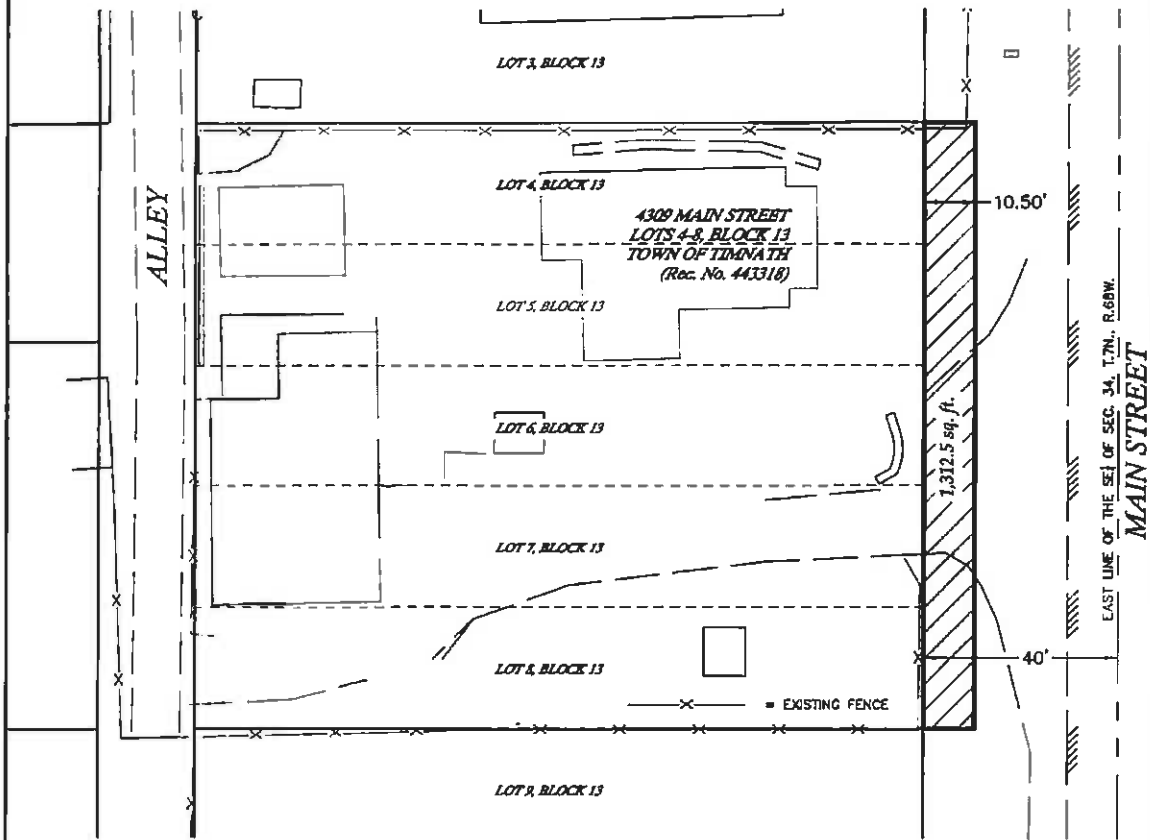 LOT 3, BLOCK 13
ALLEY
LOT 4, BLOCK 13
4309 MAIN STREET
LOTS 4-8, BLOCK 13
TOWN OF TIMNATH
(Rec. No. 443318)
10.50'
LOT 5, BLOCK 13
LOT 6, BLOCK 13
1,312.5 sq. ft.
EAST LINE OF THE SE¼ OF SEC. 34, T.7N., R.68W.
MAIN STREET
LOT 7, BLOCK 13
LOT 8, BLOCK 13
40'
= EXISTING FENCE
LOT 9, BLOCK 13